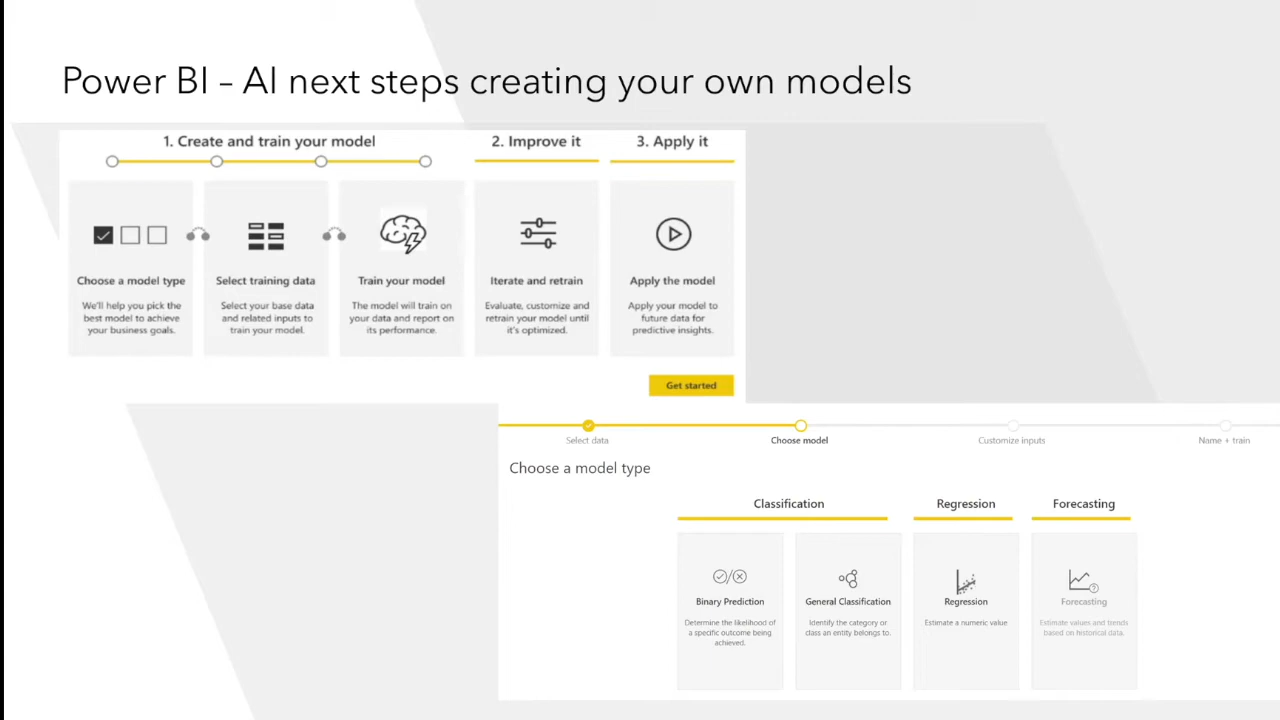 Power BI – AI next steps creating your own models
1. Create and train your model
2. Improve it
3. Apply it
Choose a model type
We'll help you pick the
best model to achieve
your business goals.
Select training data
Select your base data
and related inputs to
train your model.
Train your model
The model will train on
your data and report on
its performance.
Iterate and retrain
Evaluate, customize and
retrain your model until
it's optimized.
Apply the model
Apply your model to
future data for
predictive insights.
Get started
Select data
Choose model
Customize inputs
Name + train
Choose a model type
Classification
Regression
Forecasting
Binary Prediction
Determine the likelihood of
a specific outcome being
achieved.
General Classification
Identify the category or
class an entity belongs to.
Regression
Estimate a numeric value
Forecasting
Estimate values and trends
based on historical data.